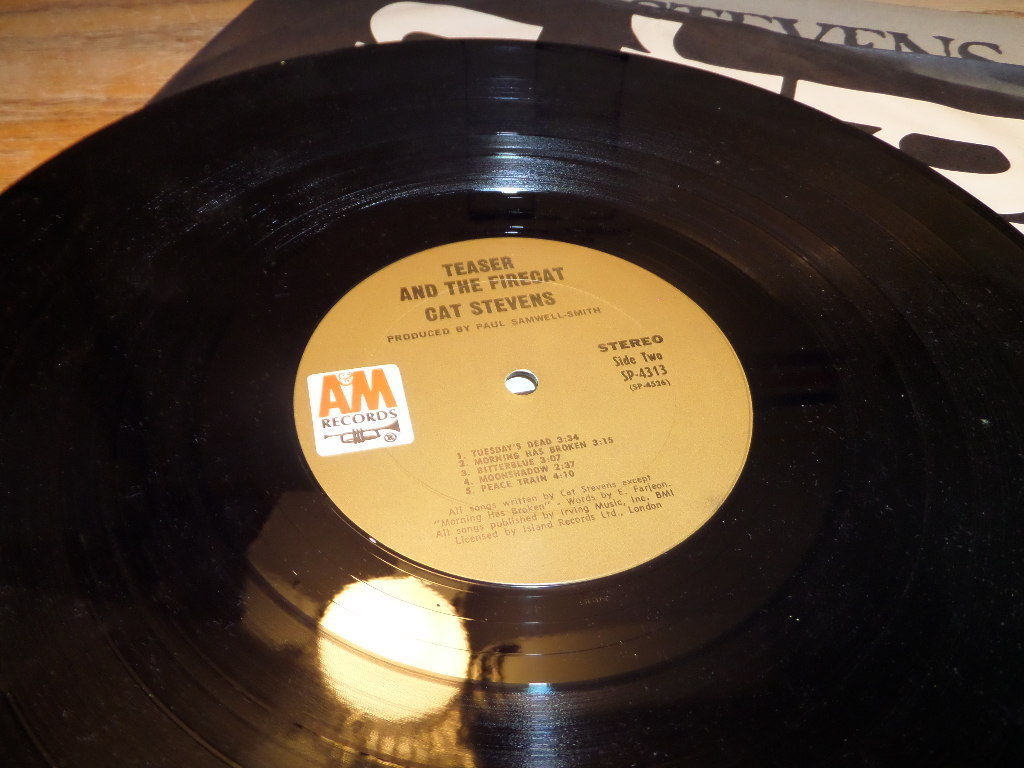 STEVENS
TEASER
AND THE FIRECAT
CAT STEVENS
PRODUCED BY PAUL SAMWELL-SMITH
STEREO
Side Two
SP-4313
(SP-4526)
A&M
RECORDS
®
1. TUESDAY'S DEAD 3:34
2. MORNING HAS BROKEN 3:15
3. BITTERBLUE 3:07
4. MOONSHADOW 2:37
5. PEACE TRAIN 4:10
All songs written by Cat Stevens except
"Morning Has Broken" - Words by E. Farjeon.
All songs published by Irving Music, Inc. BMI
Licensed by Island Records Ltd., London